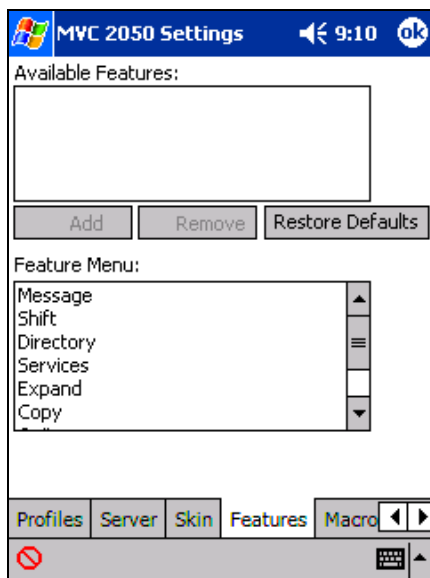 MVC 2050 Settings 9:10 ok
Available Features:
Add Remove Restore Defaults
Feature Menu:
Message
Shift
Directory
Services
Expand
Copy
Profiles Server Skin Features Macro